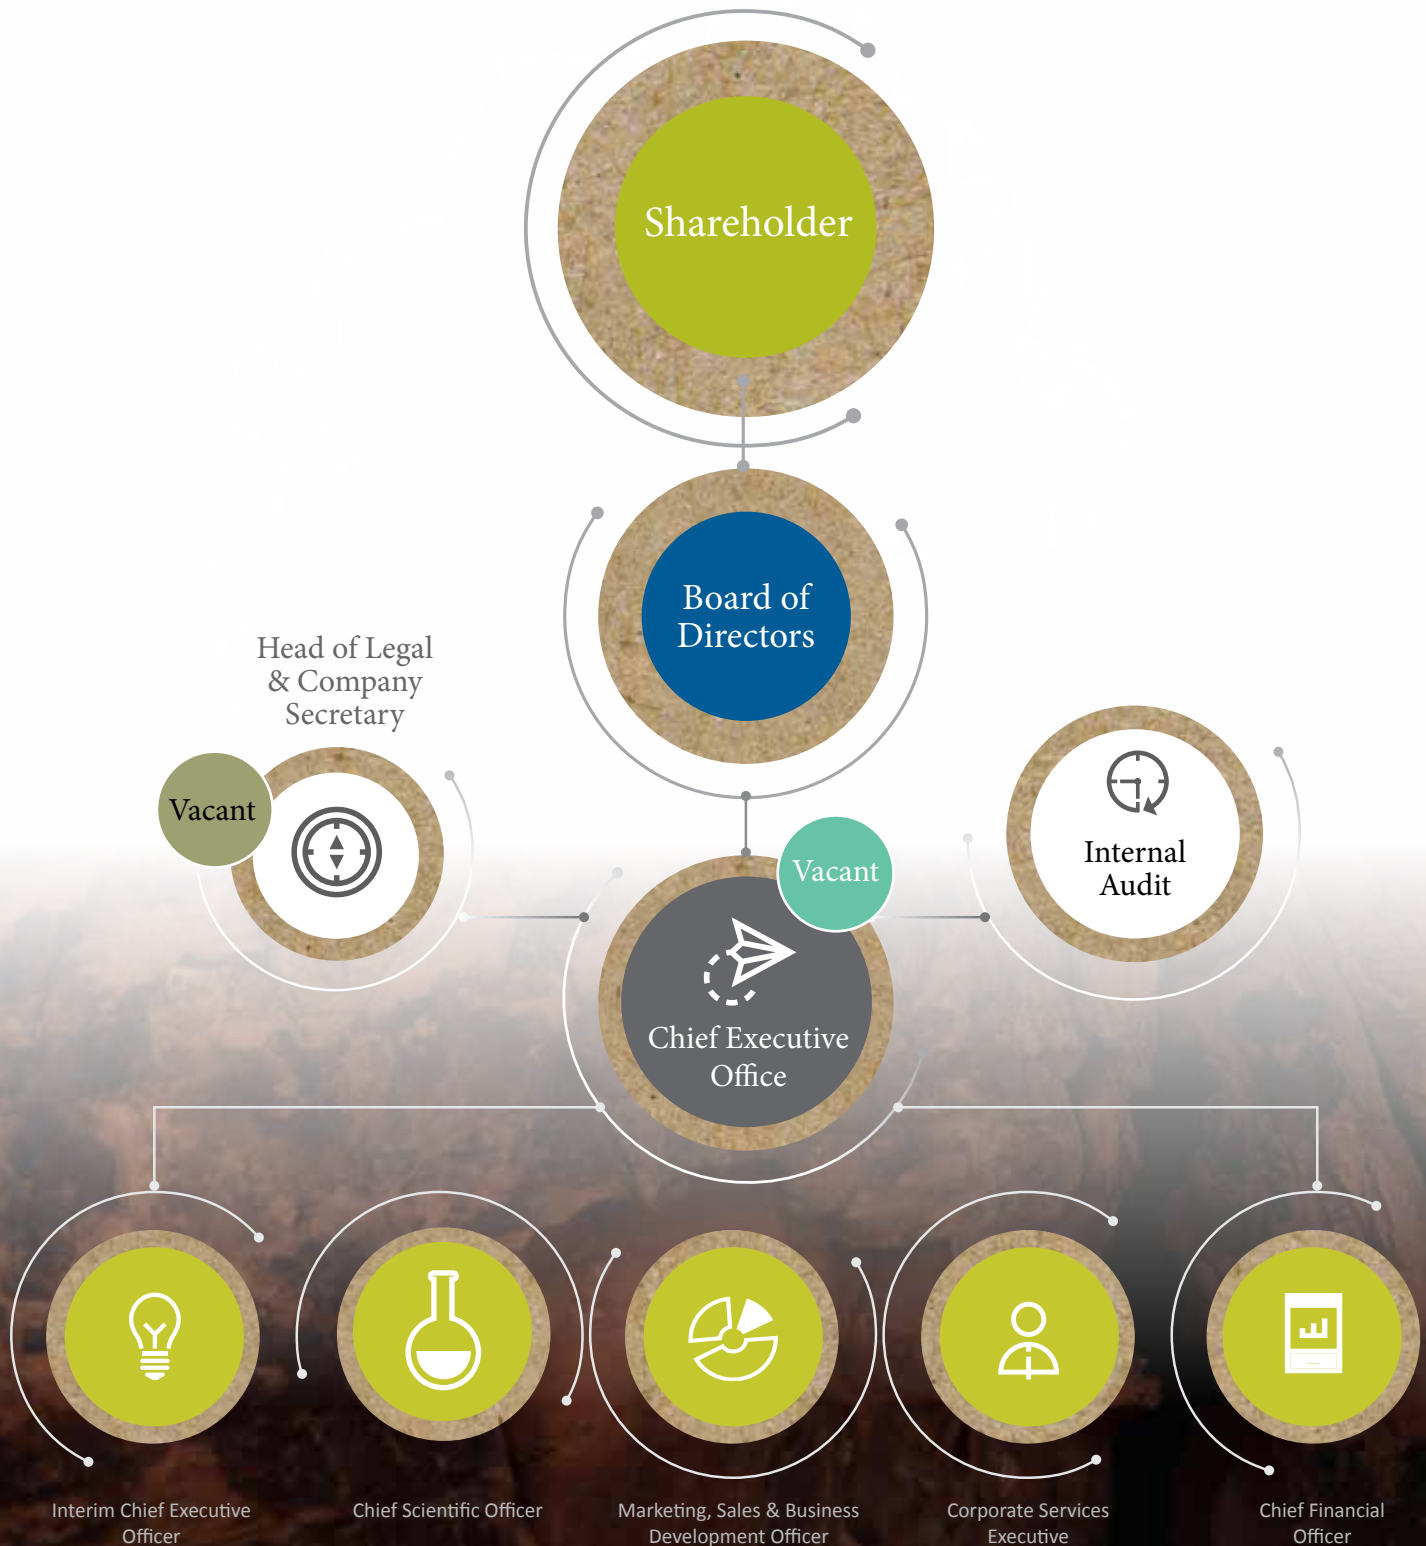 Shareholder
Board of
Directors
Head of Legal
& Company
Secretary
Vacant
Internal
Audit
Vacant
Chief Executive
Office
Interim Chief Executive
Officer
Chief Scientific Officer
Marketing, Sales & Business
Development Officer
Corporate Services
Executive
Chief Financial
Officer